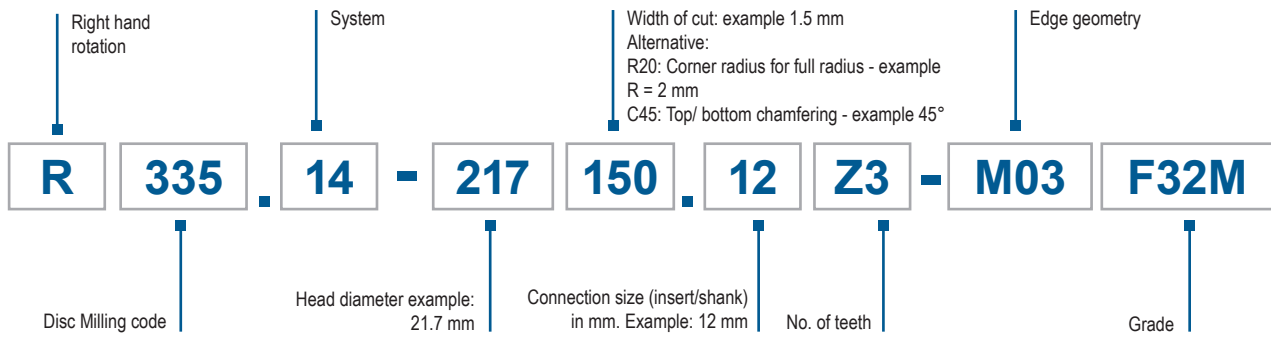 Right hand
rotation
System
Width of cut: example 1.5 mm
Alternative:
R20: Corner radius for full radius - example
R = 2 mm
C45: Top/ bottom chamfering - example 45°
Edge geometry
R 335 . 14 - 217 150 . 12 Z3 - M03 F32M
Disc Milling code
Head diameter example:
21.7 mm
Connection size (insert/shank)
in mm. Example: 12 mm
No. of teeth
Grade